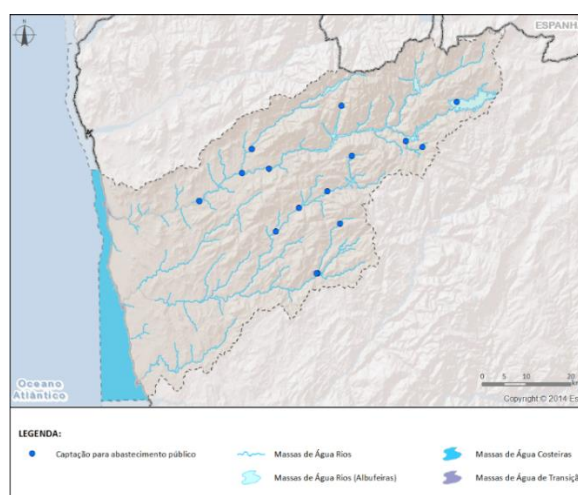 N
ESPANH
Oceano
Atlântico
0 5 10 20
Copyright © 2014 Es
LEGENDA:
Captação para abastecimento público
Massas de Água Rios
Massas de Água Costeiras
Massas de Água Rios (Albufeiras)
Massas de Água de Transiçã